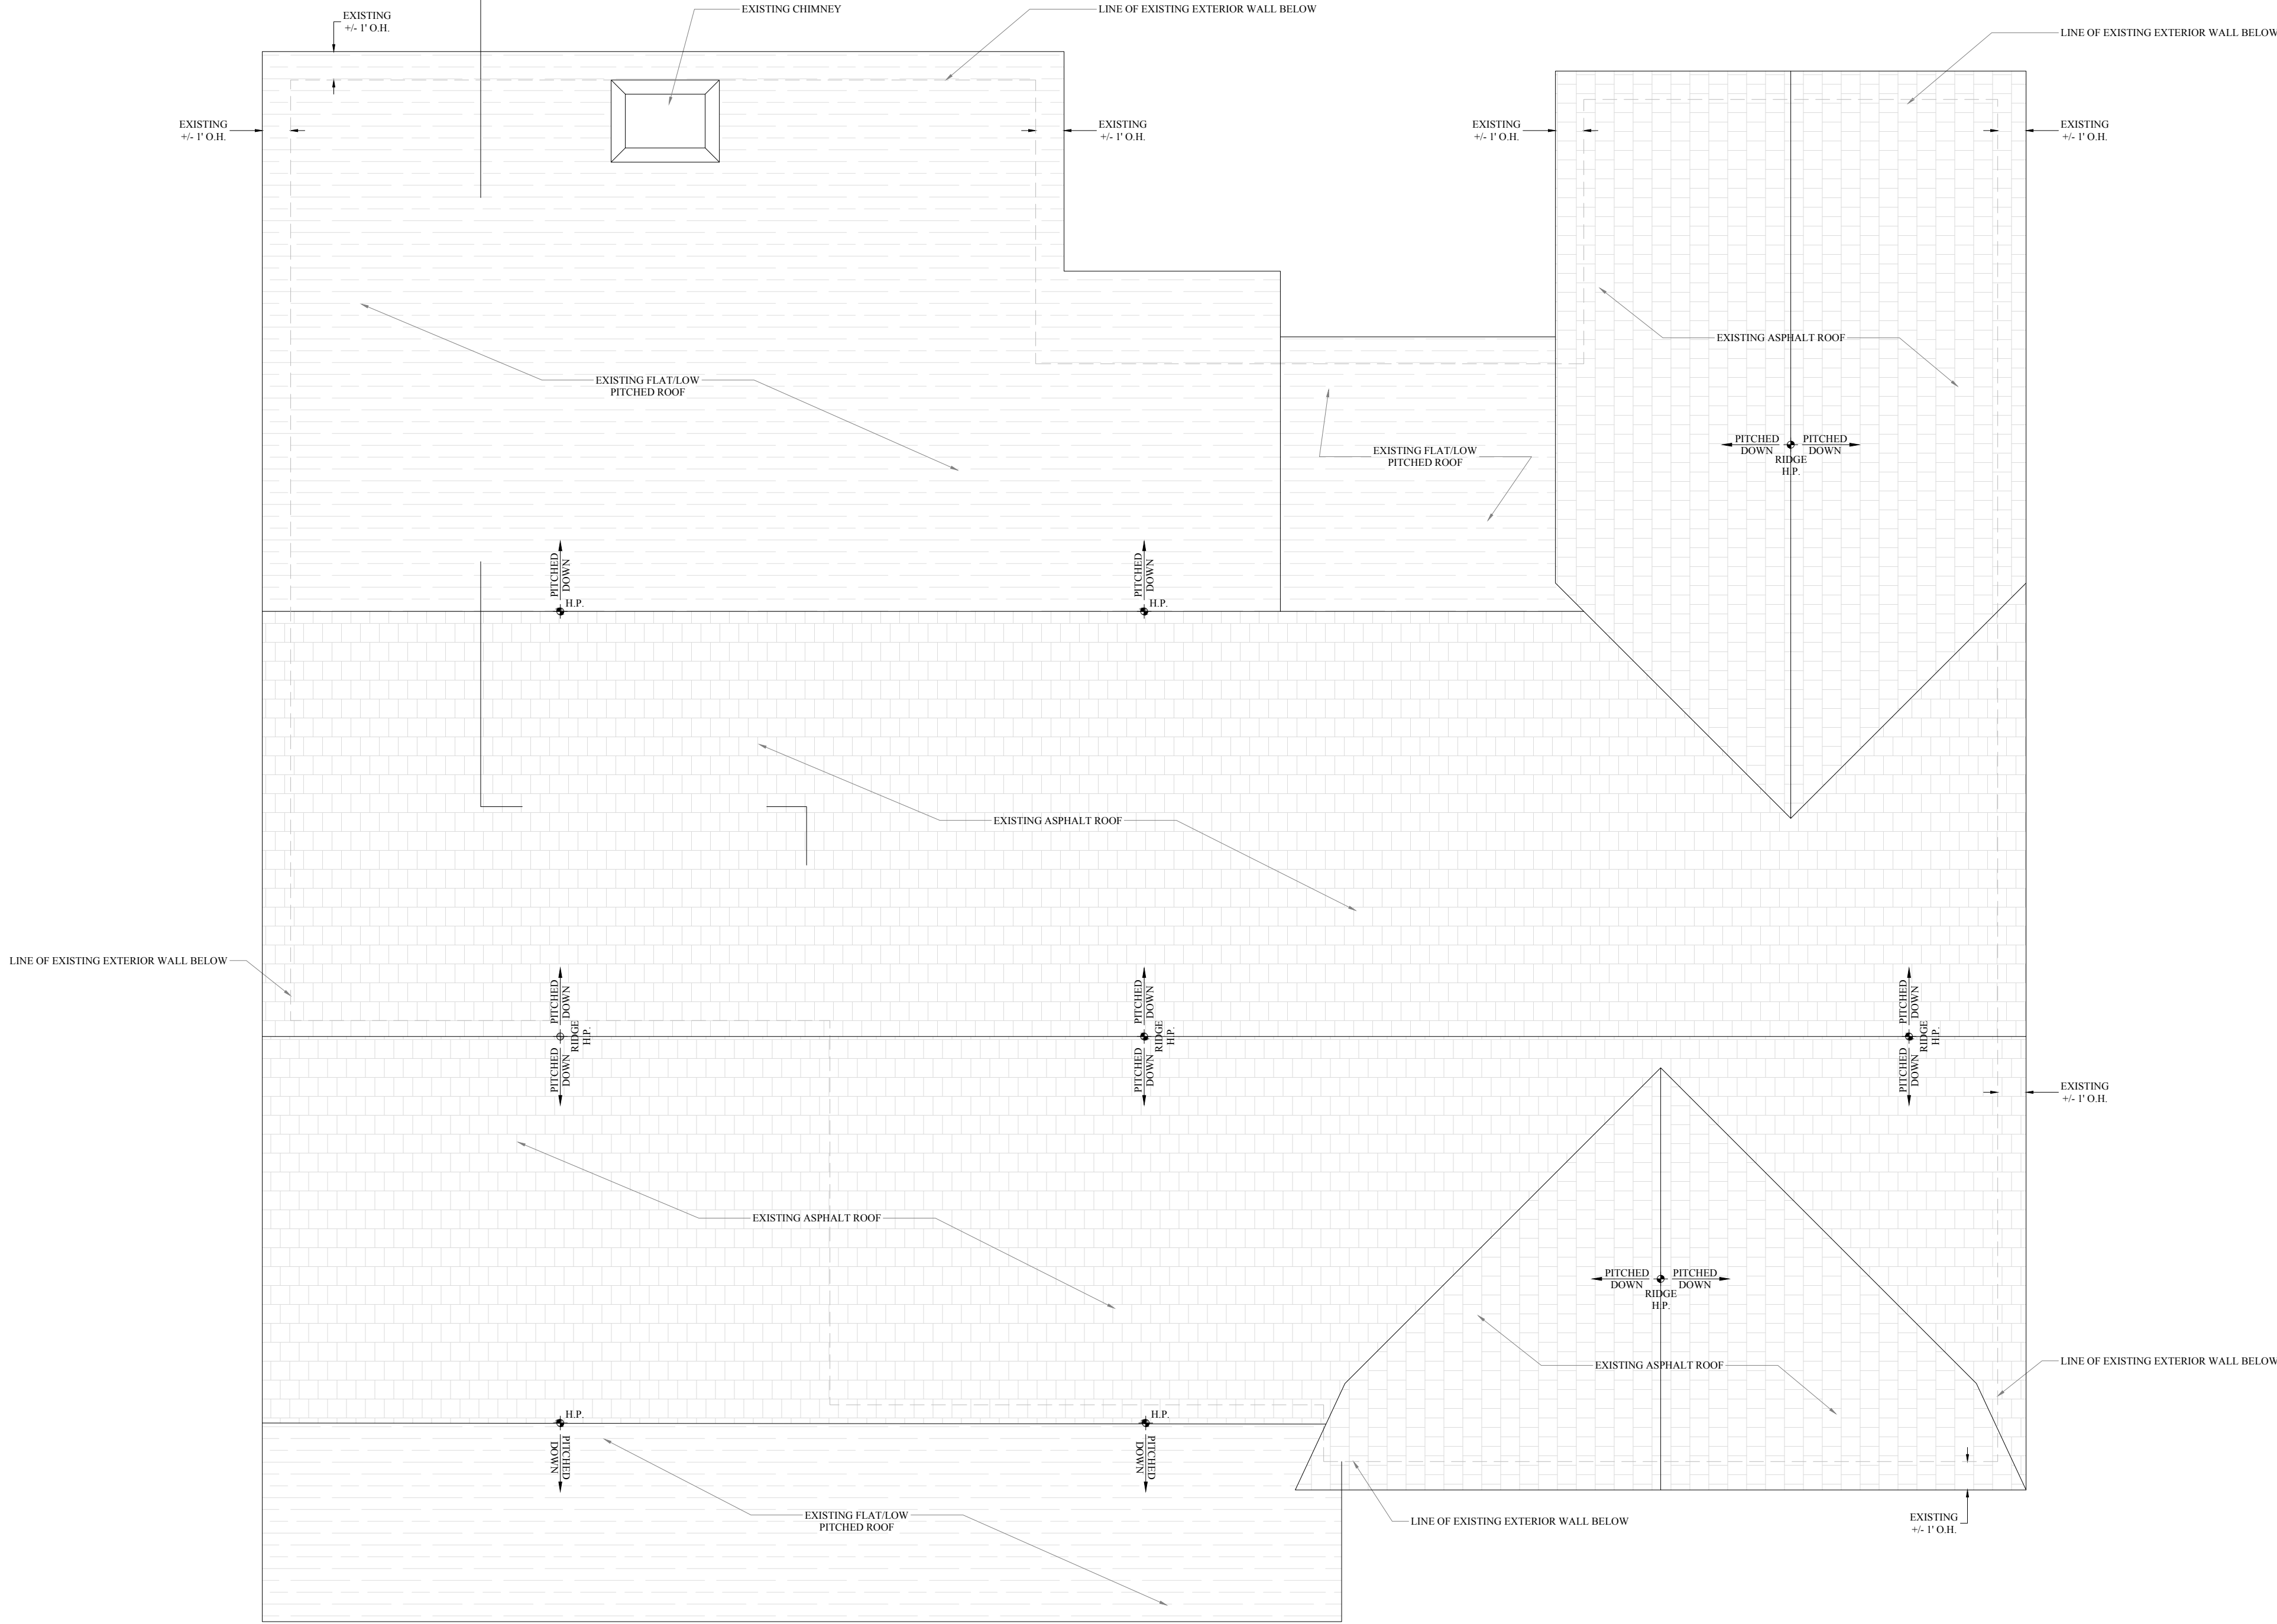 EXISTING CHIMNEY
LINE OF EXISTING EXTERIOR WALL BELOW
EXISTING
+/- 1' O.H.
LINE OF EXISTING EXTERIOR WALL BELOW
EXISTING
+/- 1' O.H.
EXISTING
+/- 1' O.H.
EXISTING
+/- 1' O.H.
EXISTING
+/- 1' O.H.
EXISTING ASPHALT ROOF
EXISTING FLAT/LOW
PITCHED ROOF
EXISTING FLAT/LOW
PITCHED ROOF
PITCHED
DOWN
PITCHED
DOWN
RIDGE
H.P.
PITCHED
DOWN
H.P.
PITCHED
DOWN
H.P.
EXISTING ASPHALT ROOF
LINE OF EXISTING EXTERIOR WALL BELOW
PITCHED
DOWN
RIDGE
H.P.
PITCHED
DOWN
PITCHED
DOWN
RIDGE
H.P.
PITCHED
DOWN
PITCHED
DOWN
RIDGE
H.P.
PITCHED
DOWN
EXISTING
+/- 1' O.H.
EXISTING ASPHALT ROOF
PITCHED
DOWN
PITCHED
DOWN
RIDGE
H.P.
EXISTING ASPHALT ROOF
LINE OF EXISTING EXTERIOR WALL BELOW
H.P.
PITCHED
DOWN
H.P.
PITCHED
DOWN
EXISTING FLAT/LOW
PITCHED ROOF
LINE OF EXISTING EXTERIOR WALL BELOW
EXISTING
+/- 1' O.H.